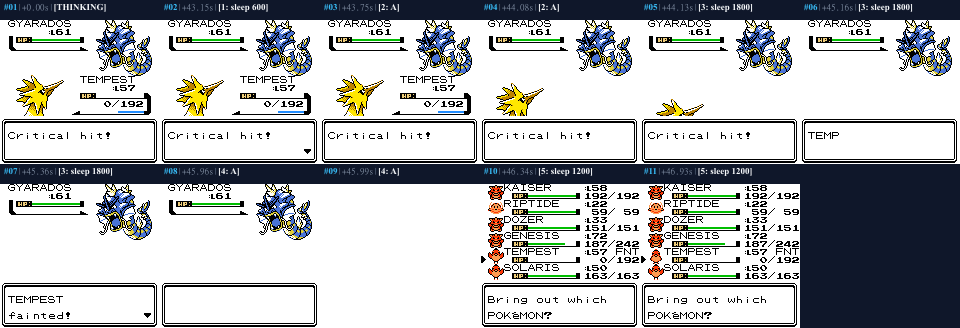 #01|+0.00s| [THINKING]
GYARADOS
:L61
TEMPEST
:L57
HP:
0/192
Critical hit!
#02|+43.15s| [1: sleep 600]
GYARADOS
:L61
TEMPEST
:L57
HP:
0/192
Critical hit!
#03|+43.75s| [2: A]
GYARADOS
:L61
TEMPEST
:L57
HP:
0/192
Critical hit!
#04|+44.08s| [2: A]
GYARADOS
:L61
Critical hit!
#05|+44.13s| [3: sleep 1800]
GYARADOS
:L61
Critical hit!
#06|+45.16s| [3: sleep 1800]
GYARADOS
:L61
TEMP
#07|+45.36s| [3: sleep 1800]
GYARADOS
:L61
TEMPEST
fainted!
#08|+45.96s| [4: A]
GYARADOS
:L61
#09|+45.99s| [4: A]
#10|+46.34s| [5: sleep 1200]
KAISER :L58
HP: 192/192
RIPTIDE :L22
HP: 59/ 59
DOZER :L33
HP: 151/151
GENESIS :L72
HP: 187/242
TEMPEST :L57 FNT
HP: 0/192
SOLARIS :L50
HP: 163/163
Bring out which
POKéMON?
#11|+46.93s| [5: sleep 1200]
KAISER :L58
HP: 192/192
RIPTIDE :L22
HP: 59/ 59
DOZER :L33
HP: 151/151
GENESIS :L72
HP: 187/242
TEMPEST :L57 FNT
HP: 0/192
SOLARIS :L50
HP: 163/163
Bring out which
POKéMON?